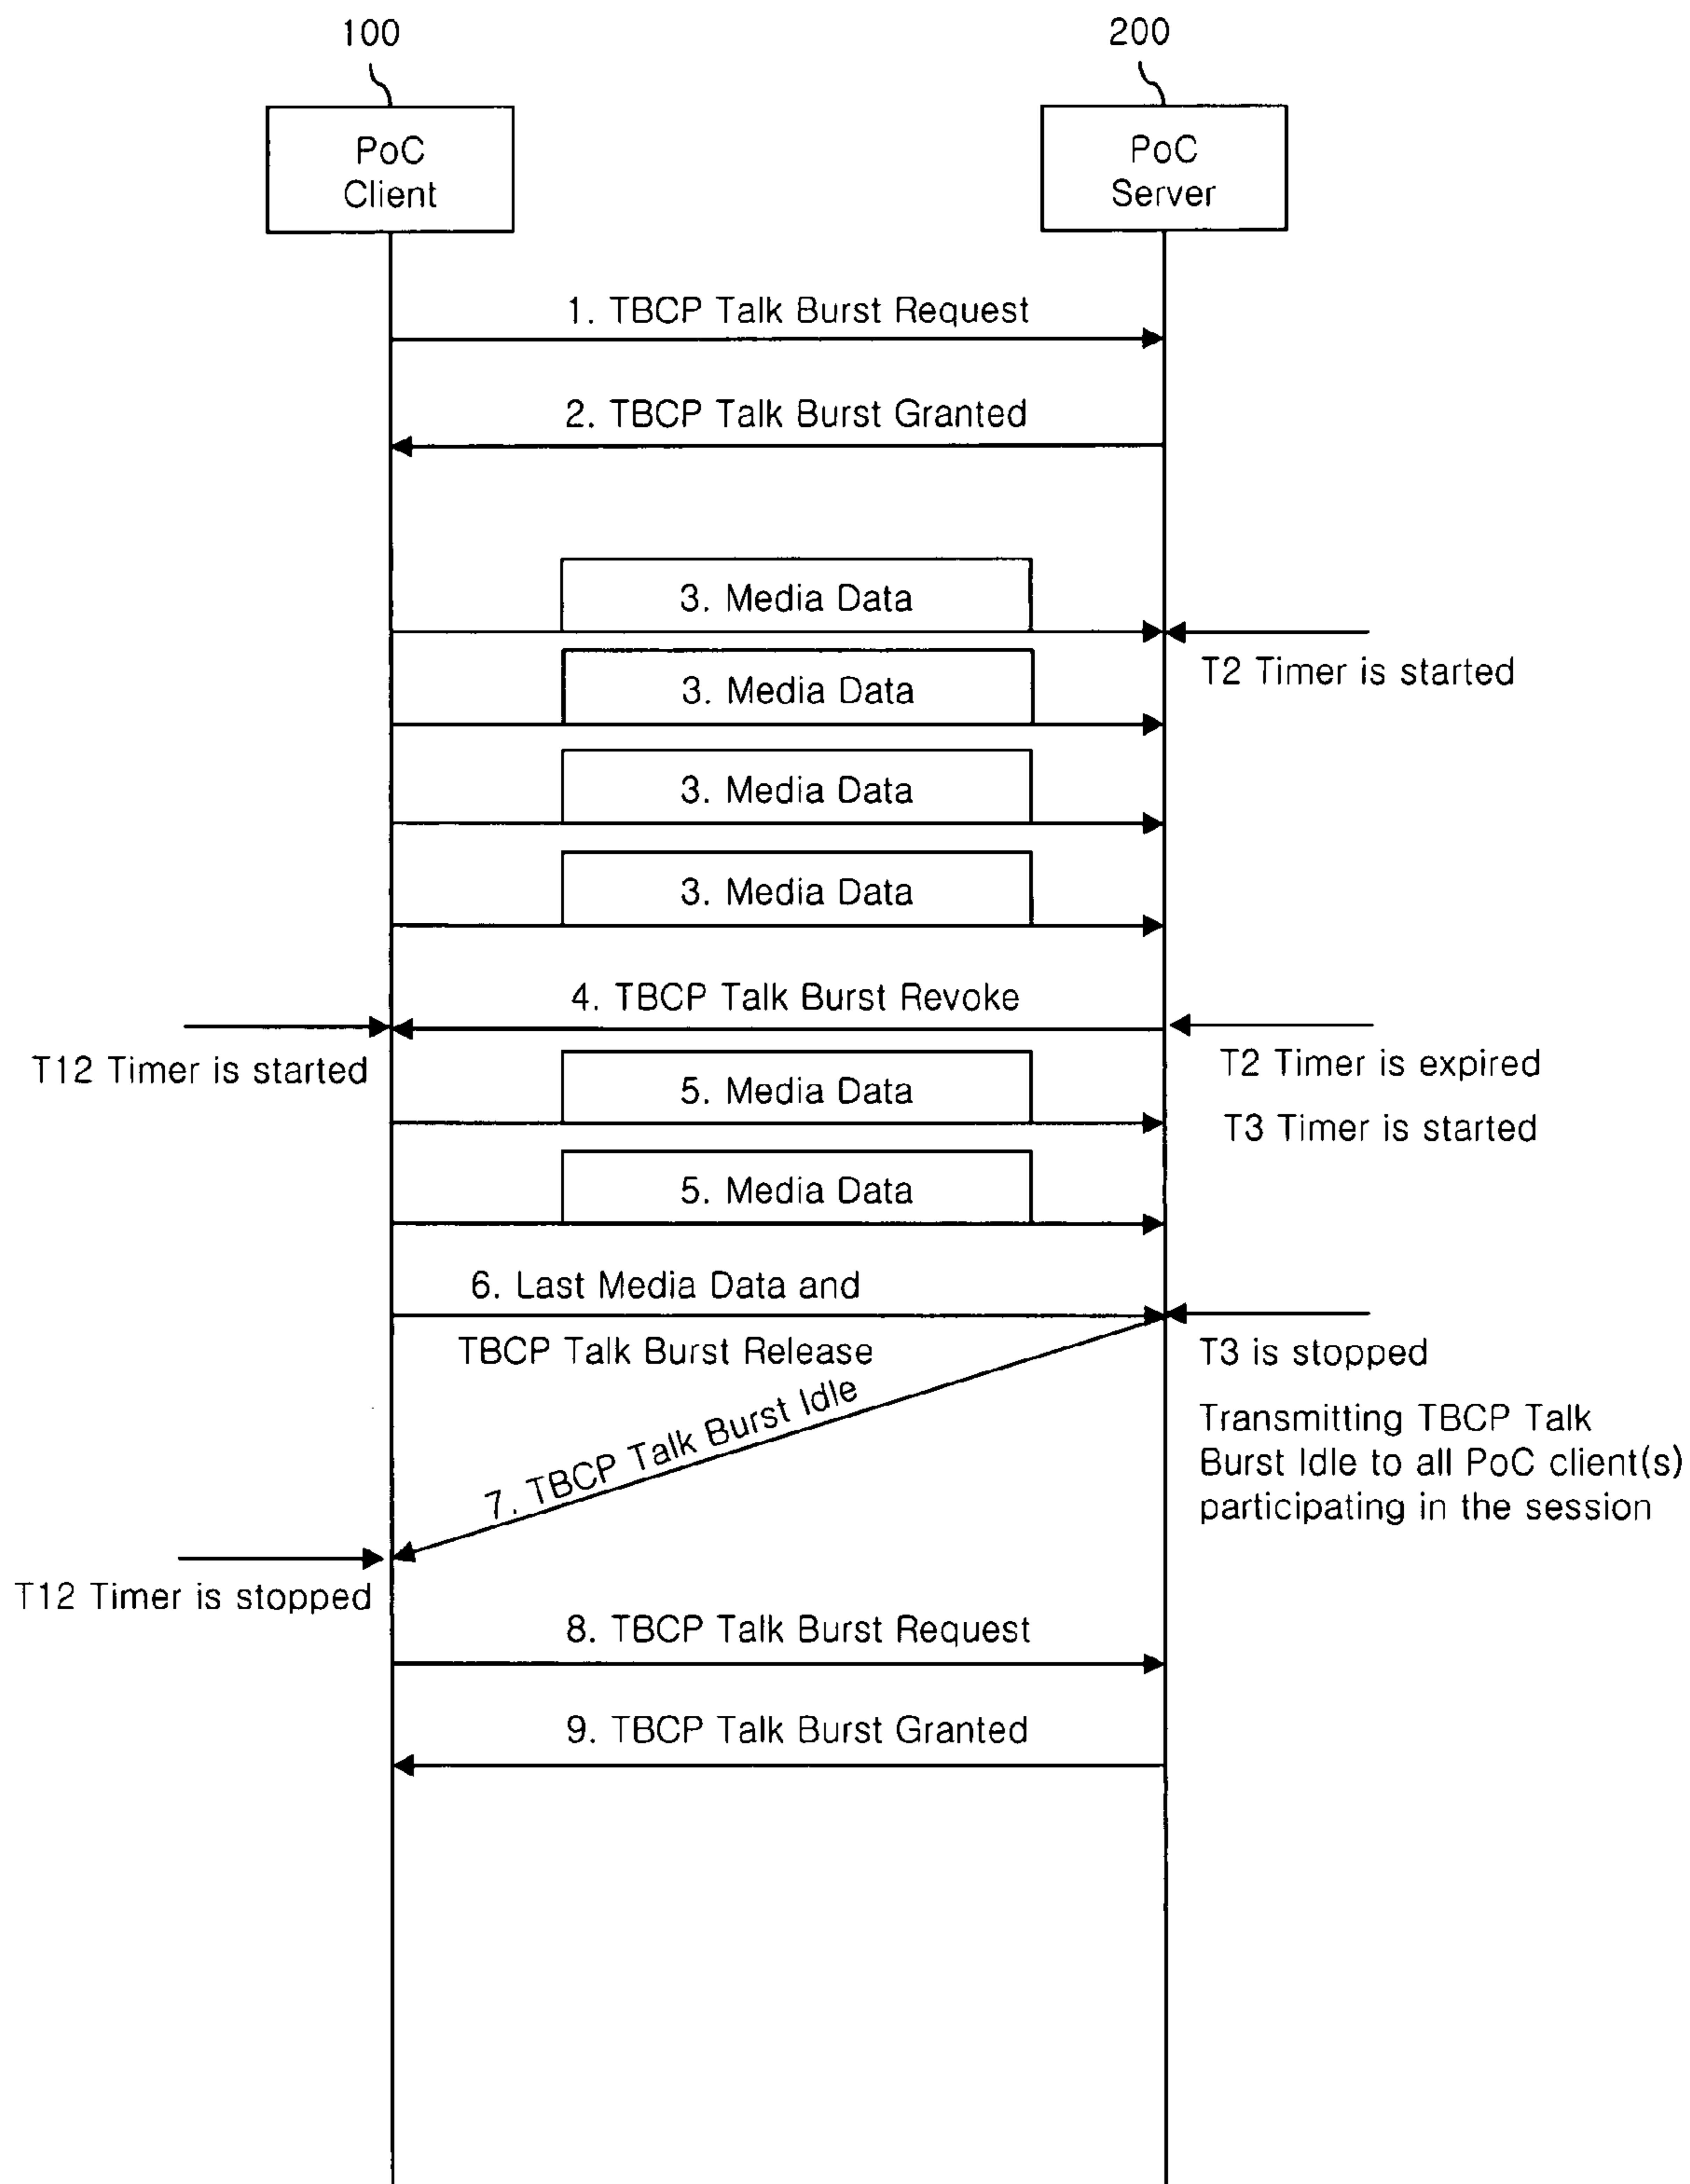 100
200
PoC
Client
PoC
Server
1. TBCP Talk Burst Request
2. TBCP Talk Burst Granted
3. Media Data
T2 Timer is started
3. Media Data
3. Media Data
3. Media Data
4. TBCP Talk Burst Revoke
T12 Timer is started
T2 Timer is expired
5. Media Data
T3 Timer is started
5. Media Data
6. Last Media Data and
TBCP Talk Burst Release
T3 is stopped
7. TBCP Talk Burst Idle
Transmitting TBCP Talk
Burst Idle to all PoC client(s)
participating in the session
T12 Timer is stopped
8. TBCP Talk Burst Request
9. TBCP Talk Burst Granted